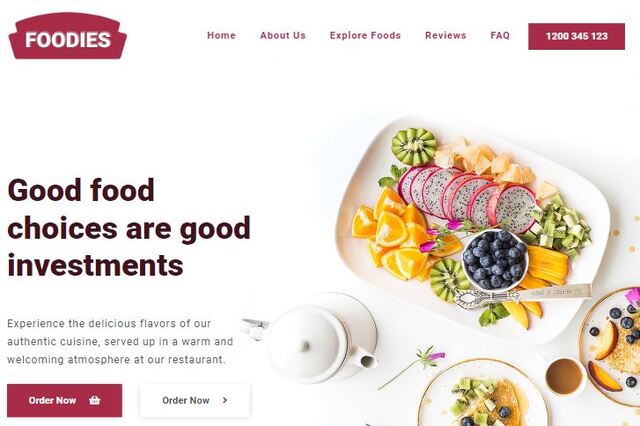 FOODIES
Home About Us Explore Foods Reviews FAQ 1200 345 123
Good food
choices are good
investments
Experience the delicious flavors of our
authentic cuisine, served up in a warm and
welcoming atmosphere at our restaurant.
Order Now Order Now